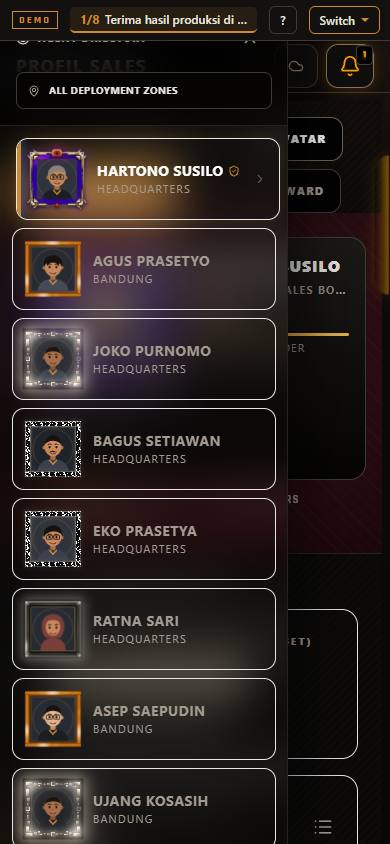 DEMO
1/8 Terima hasil produksi di ...
?
Switch
PROFIL SALES
1
ALL DEPLOYMENT ZONES
VATAR
WARD
HARTONO SUSILO
HEADQUARTERS
AGUS PRASETYO
BANDUNG
SUSILO
ALES BO...
DER
JOKO PURNOMO
HEADQUARTERS
BAGUS SETIAWAN
HEADQUARTERS
RS
EKO PRASETYA
HEADQUARTERS
RATNA SARI
HEADQUARTERS
SET)
ASEP SAEPUDIN
BANDUNG
UJANG KOSASIH
BANDUNG